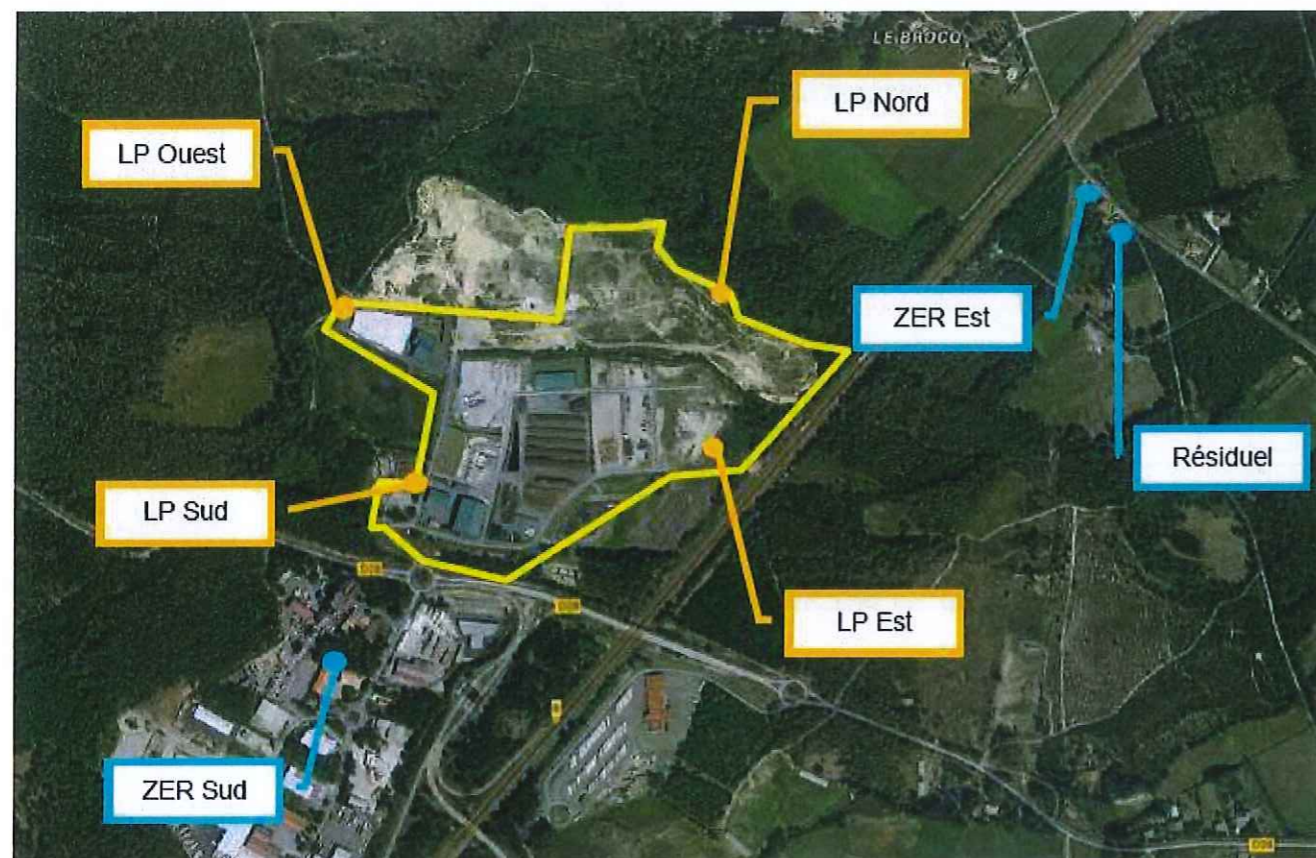 LE BROCQ
LP Nord
LP Ouest
ZER Est
Résiduel
LP Sud
LP Est
ZER Sud